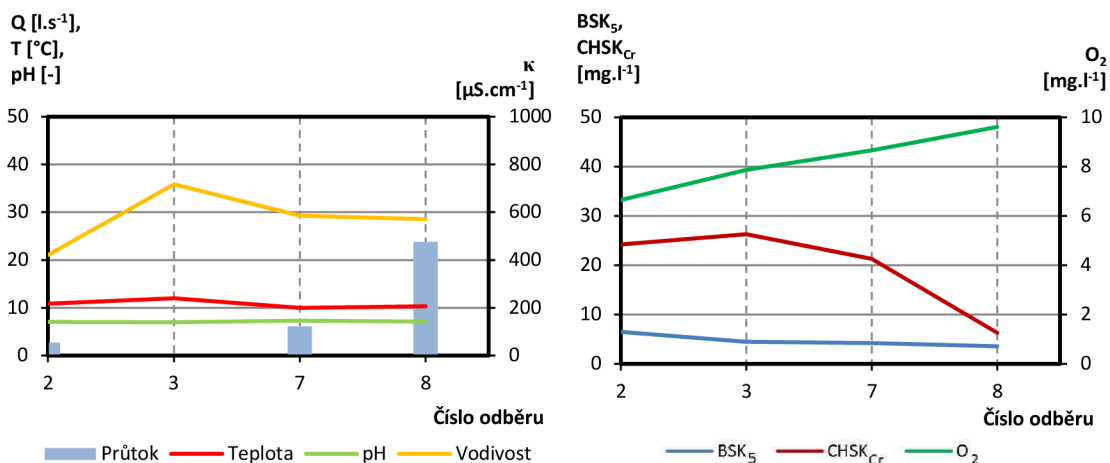 Q [l.s⁻¹],
T [°C],
pH [-]
κ
[µS.cm⁻¹]
50
40
30
20
10
0
1000
800
600
400
200
0
2
3
7
8
Číslo odběru
Průtok
Teplota
pH
Vodivost
BSK₅,
CHSK_Cr
[mg.l⁻¹]
O₂
[mg.l⁻¹]
50
40
30
20
10
0
10
8
6
4
2
0
2
3
7
8
Číslo odběru
BSK₅
CHSK_Cr
O₂